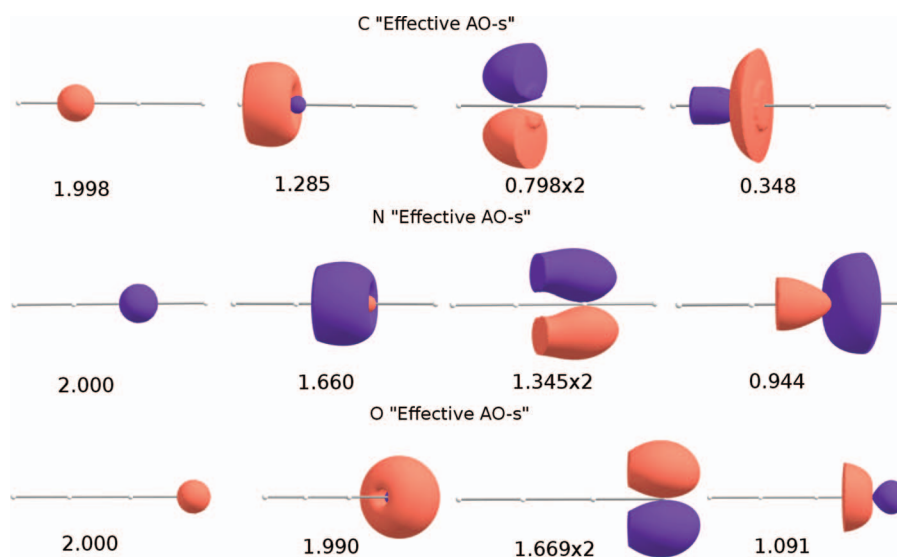 C "Effective AO-s"
1.998 1.285 0.798x2 0.348
N "Effective AO-s"
2.000 1.660 1.345x2 0.944
O "Effective AO-s"
2.000 1.990 1.669x2 1.091